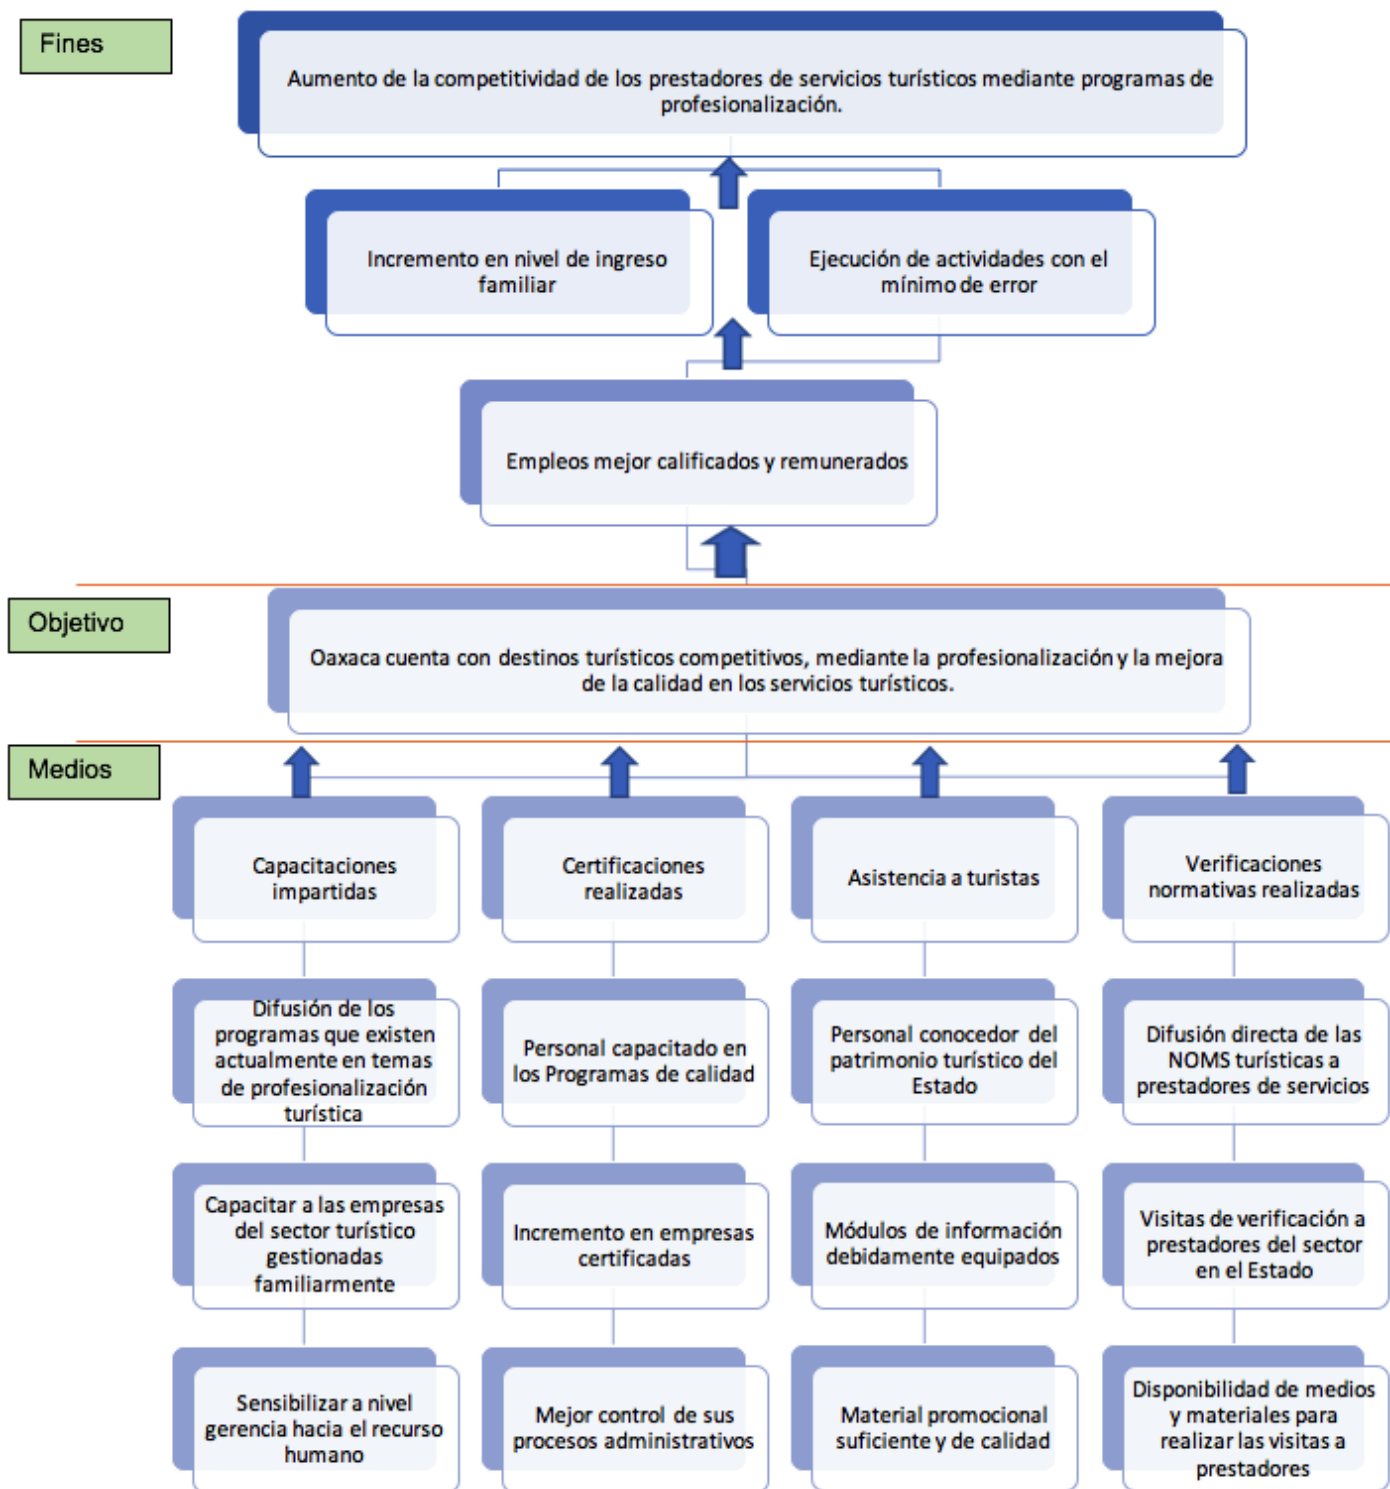 Fines
Aumento de la competitividad de los prestadores de servicios turísticos mediante programas de
profesionalización.
Incremento en nivel de ingreso
familiar
Ejecución de actividades con el
mínimo de error
Empleos mejor calificados y remunerados
Objetivo
Oaxaca cuenta con destinos turísticos competitivos, mediante la profesionalización y la mejora
de la calidad en los servicios turísticos.
Medios
Capacitaciones
impartidas
Certificaciones
realizadas
Asistencia a turistas
Verificaciones
normativas realizadas
Difusión de los
programas que existen
actualmente en temas
de profesionalización
turística
Personal capacitado en
los Programas de calidad
Personal conocedor del
patrimonio turístico del
Estado
Difusión directa de las
NOMS turísticas a
prestadores de servicios
Capacitar a las empresas
del sector turístico
gestionadas
familiarmente
Incremento en empresas
certificadas
Módulos de información
debidamente equipados
Visitas de verificación a
prestadores del sector
en el Estado
Sensibilizar a nivel
gerencia hacia el recurso
humano
Mejor control de sus
procesos administrativos
Material promocional
suficiente y de calidad
Disponibilidad de medios
y materiales para
realizar las visitas a
prestadores